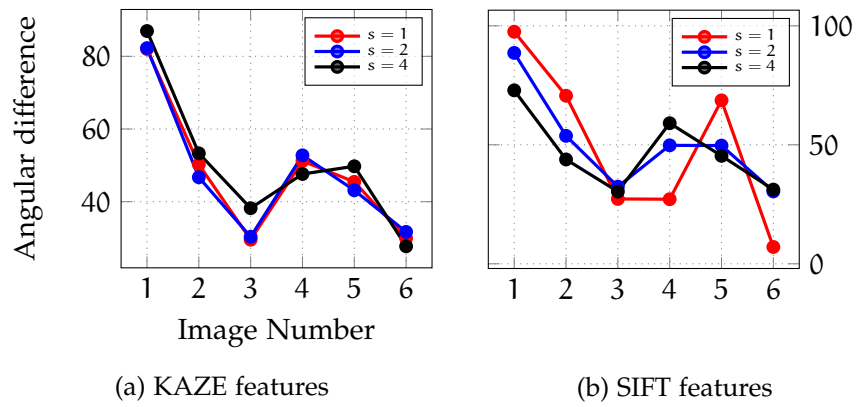 Angular difference
80
60
40
s = 1
s = 2
s = 4
1 2 3 4 5 6
Image Number
(a) KAZE features
s = 1
s = 2
s = 4
100
50
0
1 2 3 4 5 6
(b) SIFT features